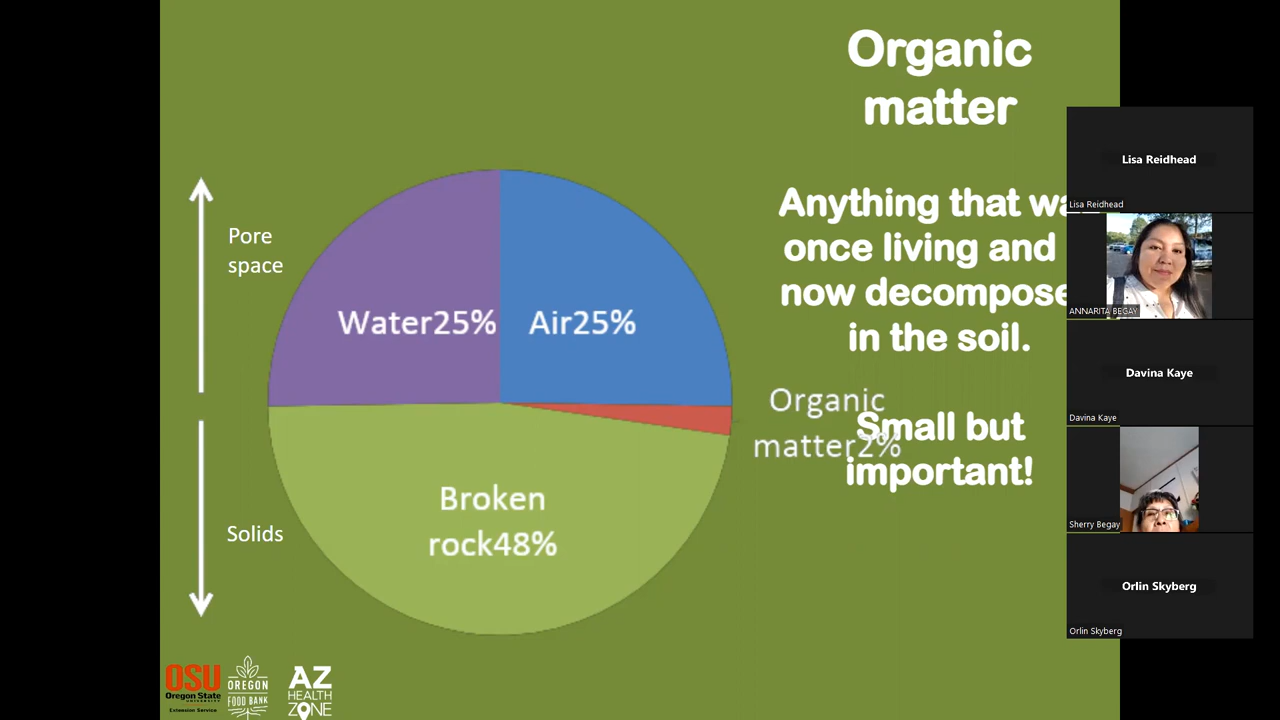 Organic
matter
Anything that wa
once living and
now decompose
in the soil.
Small but
important!
Pore
space
Solids
Water25%
Air25%
Organic
matter2%
Broken
rock48%
OSU
Oregon State
UNIVERSITY
Extension Service
OREGON
FOOD BANK
AZ
HEALTH
ZONE
Lisa Reidhead
Lisa Reidhead
ANNARITA BEGAY
Davina Kaye
Davina Kaye
Sherry Begay
Orlin Skyberg
Orlin Skyberg